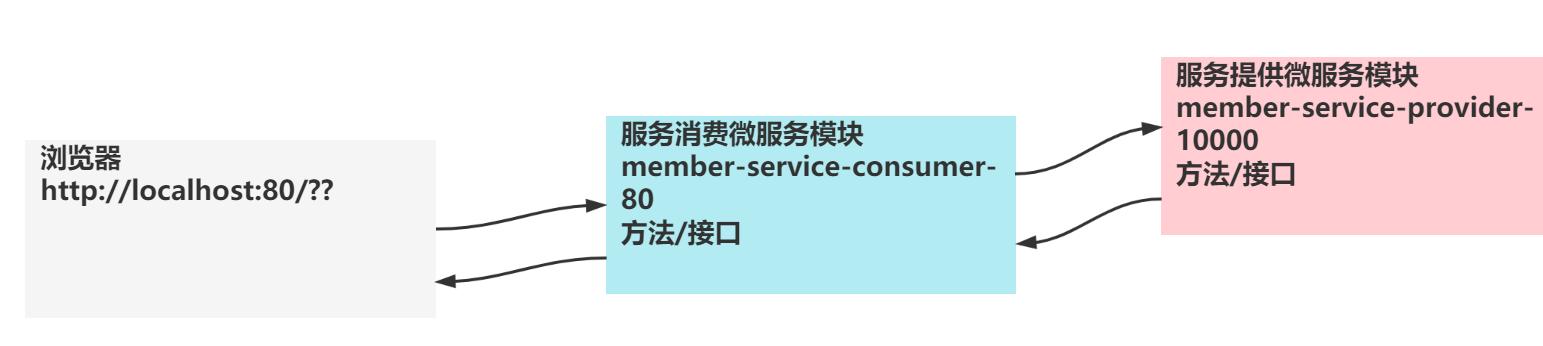 浏览器
http://localhost:80/??
服务消费微服务模块
member-service-consumer-
80
方法/接口
服务提供微服务模块
member-service-provider-
10000
方法/接口